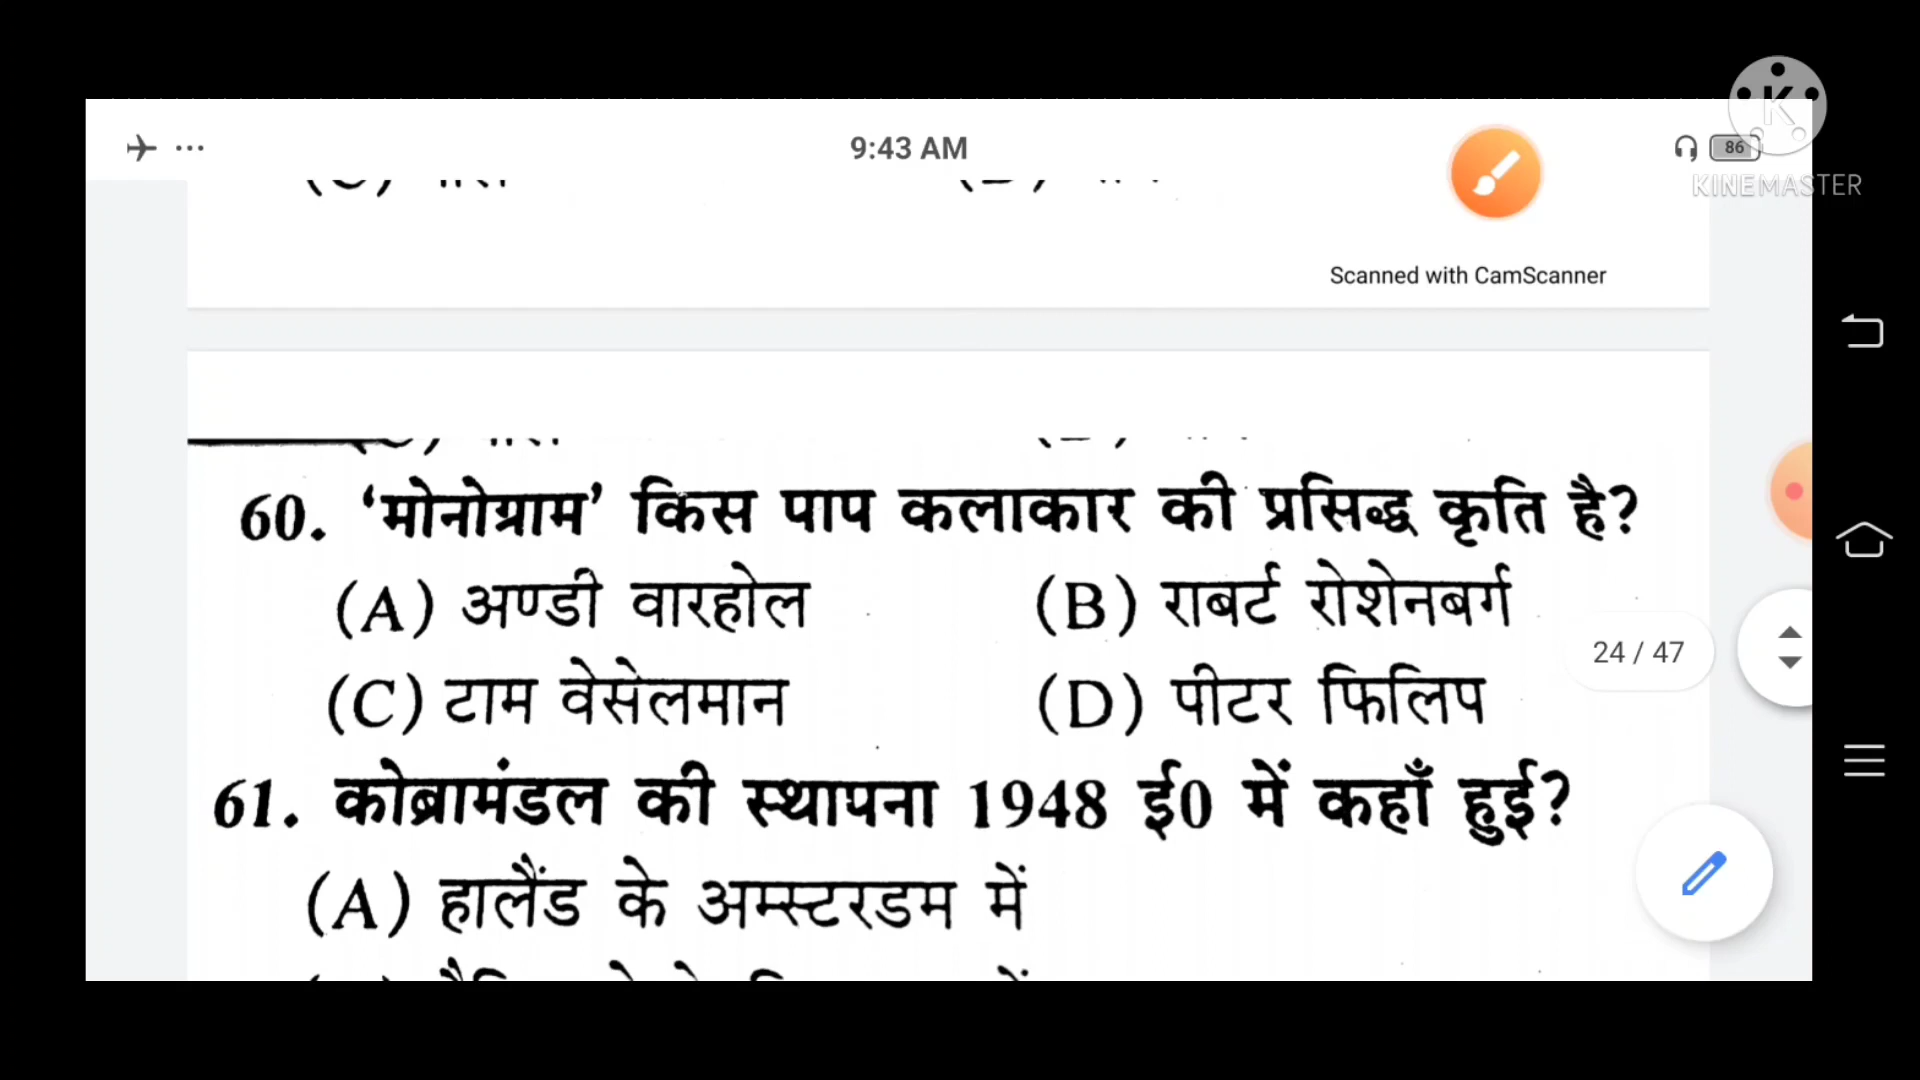 9:43 AM
86
K
KINEMASTER
Scanned with CamScanner
60. ‘मोनोग्राम’ किस पाप कलाकार की प्रसिद्ध कृति है?
(A) अण्डी वारहोल (B) राबर्ट रोशेनबर्ग
(C) टाम वेसेलमान (D) पीटर फिलिप
24 / 47
61. कोब्रामंडल की स्थापना 1948 ई0 में कहाँ हुई?
(A) हालैंड के अम्स्टरडम में